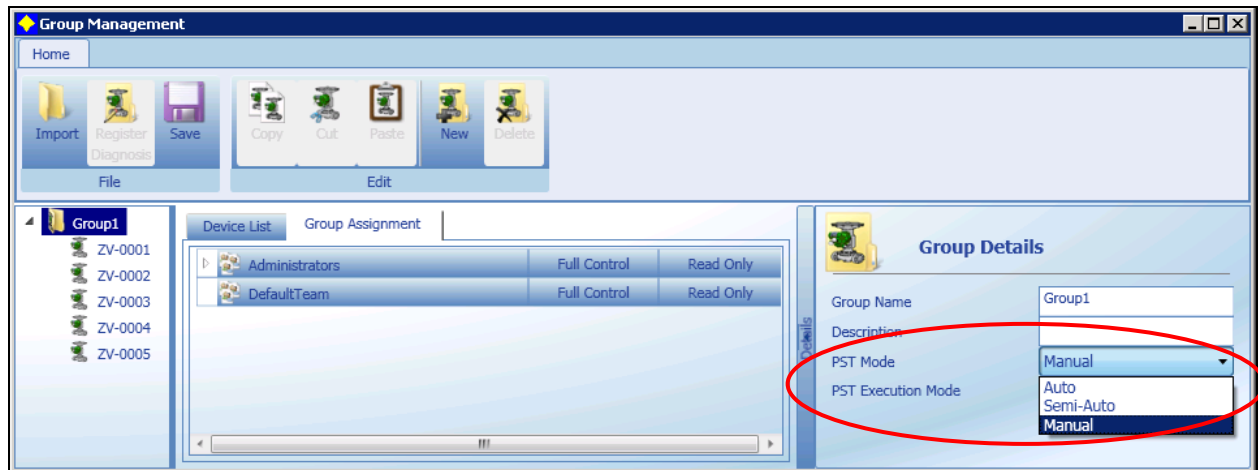 Group Management
Home
Import
Register
Diagnosis
Save
Copy
Cut
Paste
New
Delete
File
Edit
Group1
ZV-0001
ZV-0002
ZV-0003
ZV-0004
ZV-0005
Device List
Group Assignment
Administrators Full Control Read Only
DefaultTeam Full Control Read Only
Details
Group Details
Group Name Group1
Description
PST Mode Manual
PST Execution Mode
Auto
Semi-Auto
Manual